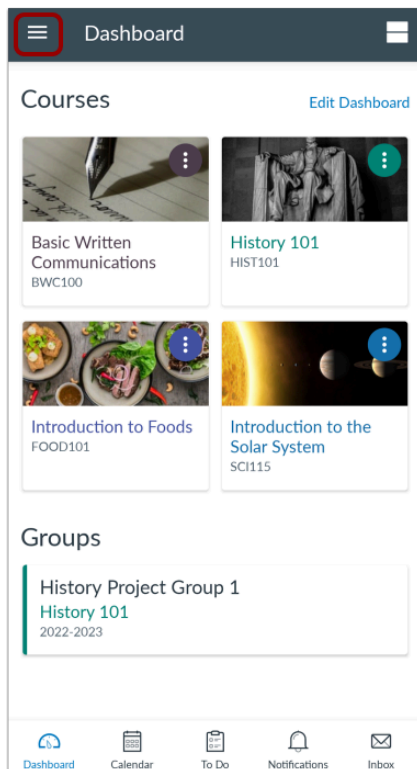 Dashboard
Courses
Edit Dashboard
Basic Written
Communications
BWC100
History 101
HIST101
Introduction to Foods
FOOD101
Introduction to the
Solar System
SCI115
Groups
History Project Group 1
History 101
2022-2023
Dashboard
Calendar
To Do
Notifications
Inbox